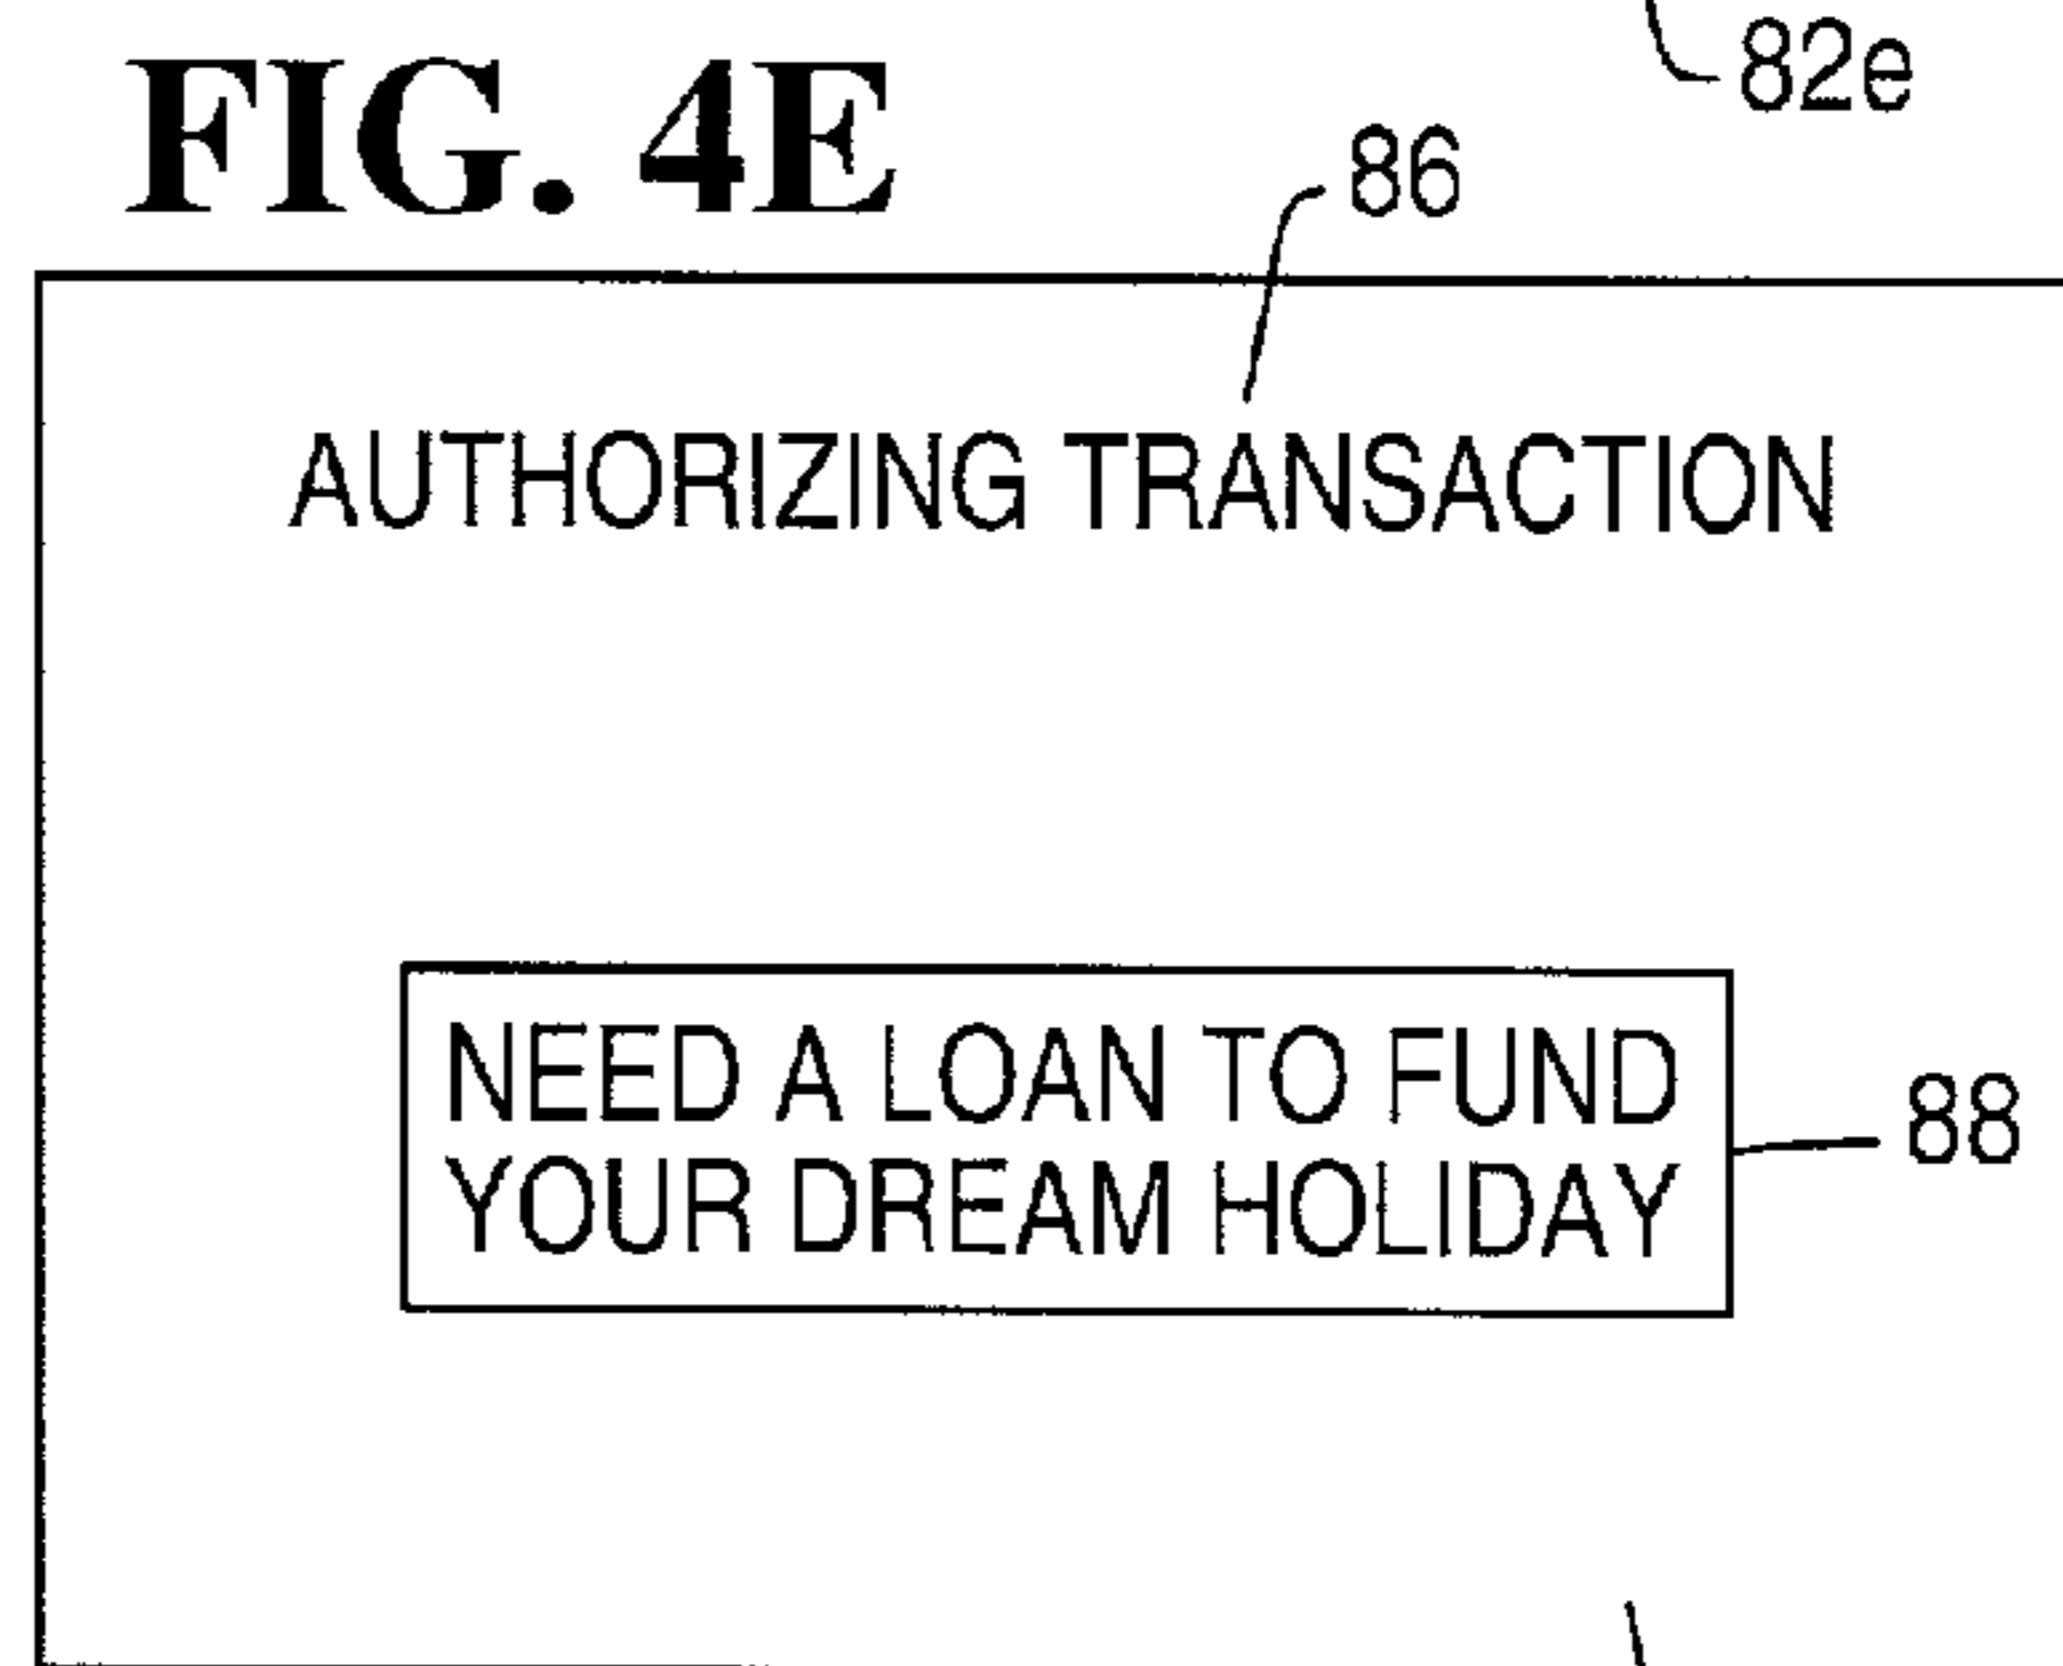 82e
FIG. 4E
86
AUTHORIZING TRANSACTION
NEED A LOAN TO FUND
YOUR DREAM HOLIDAY
88